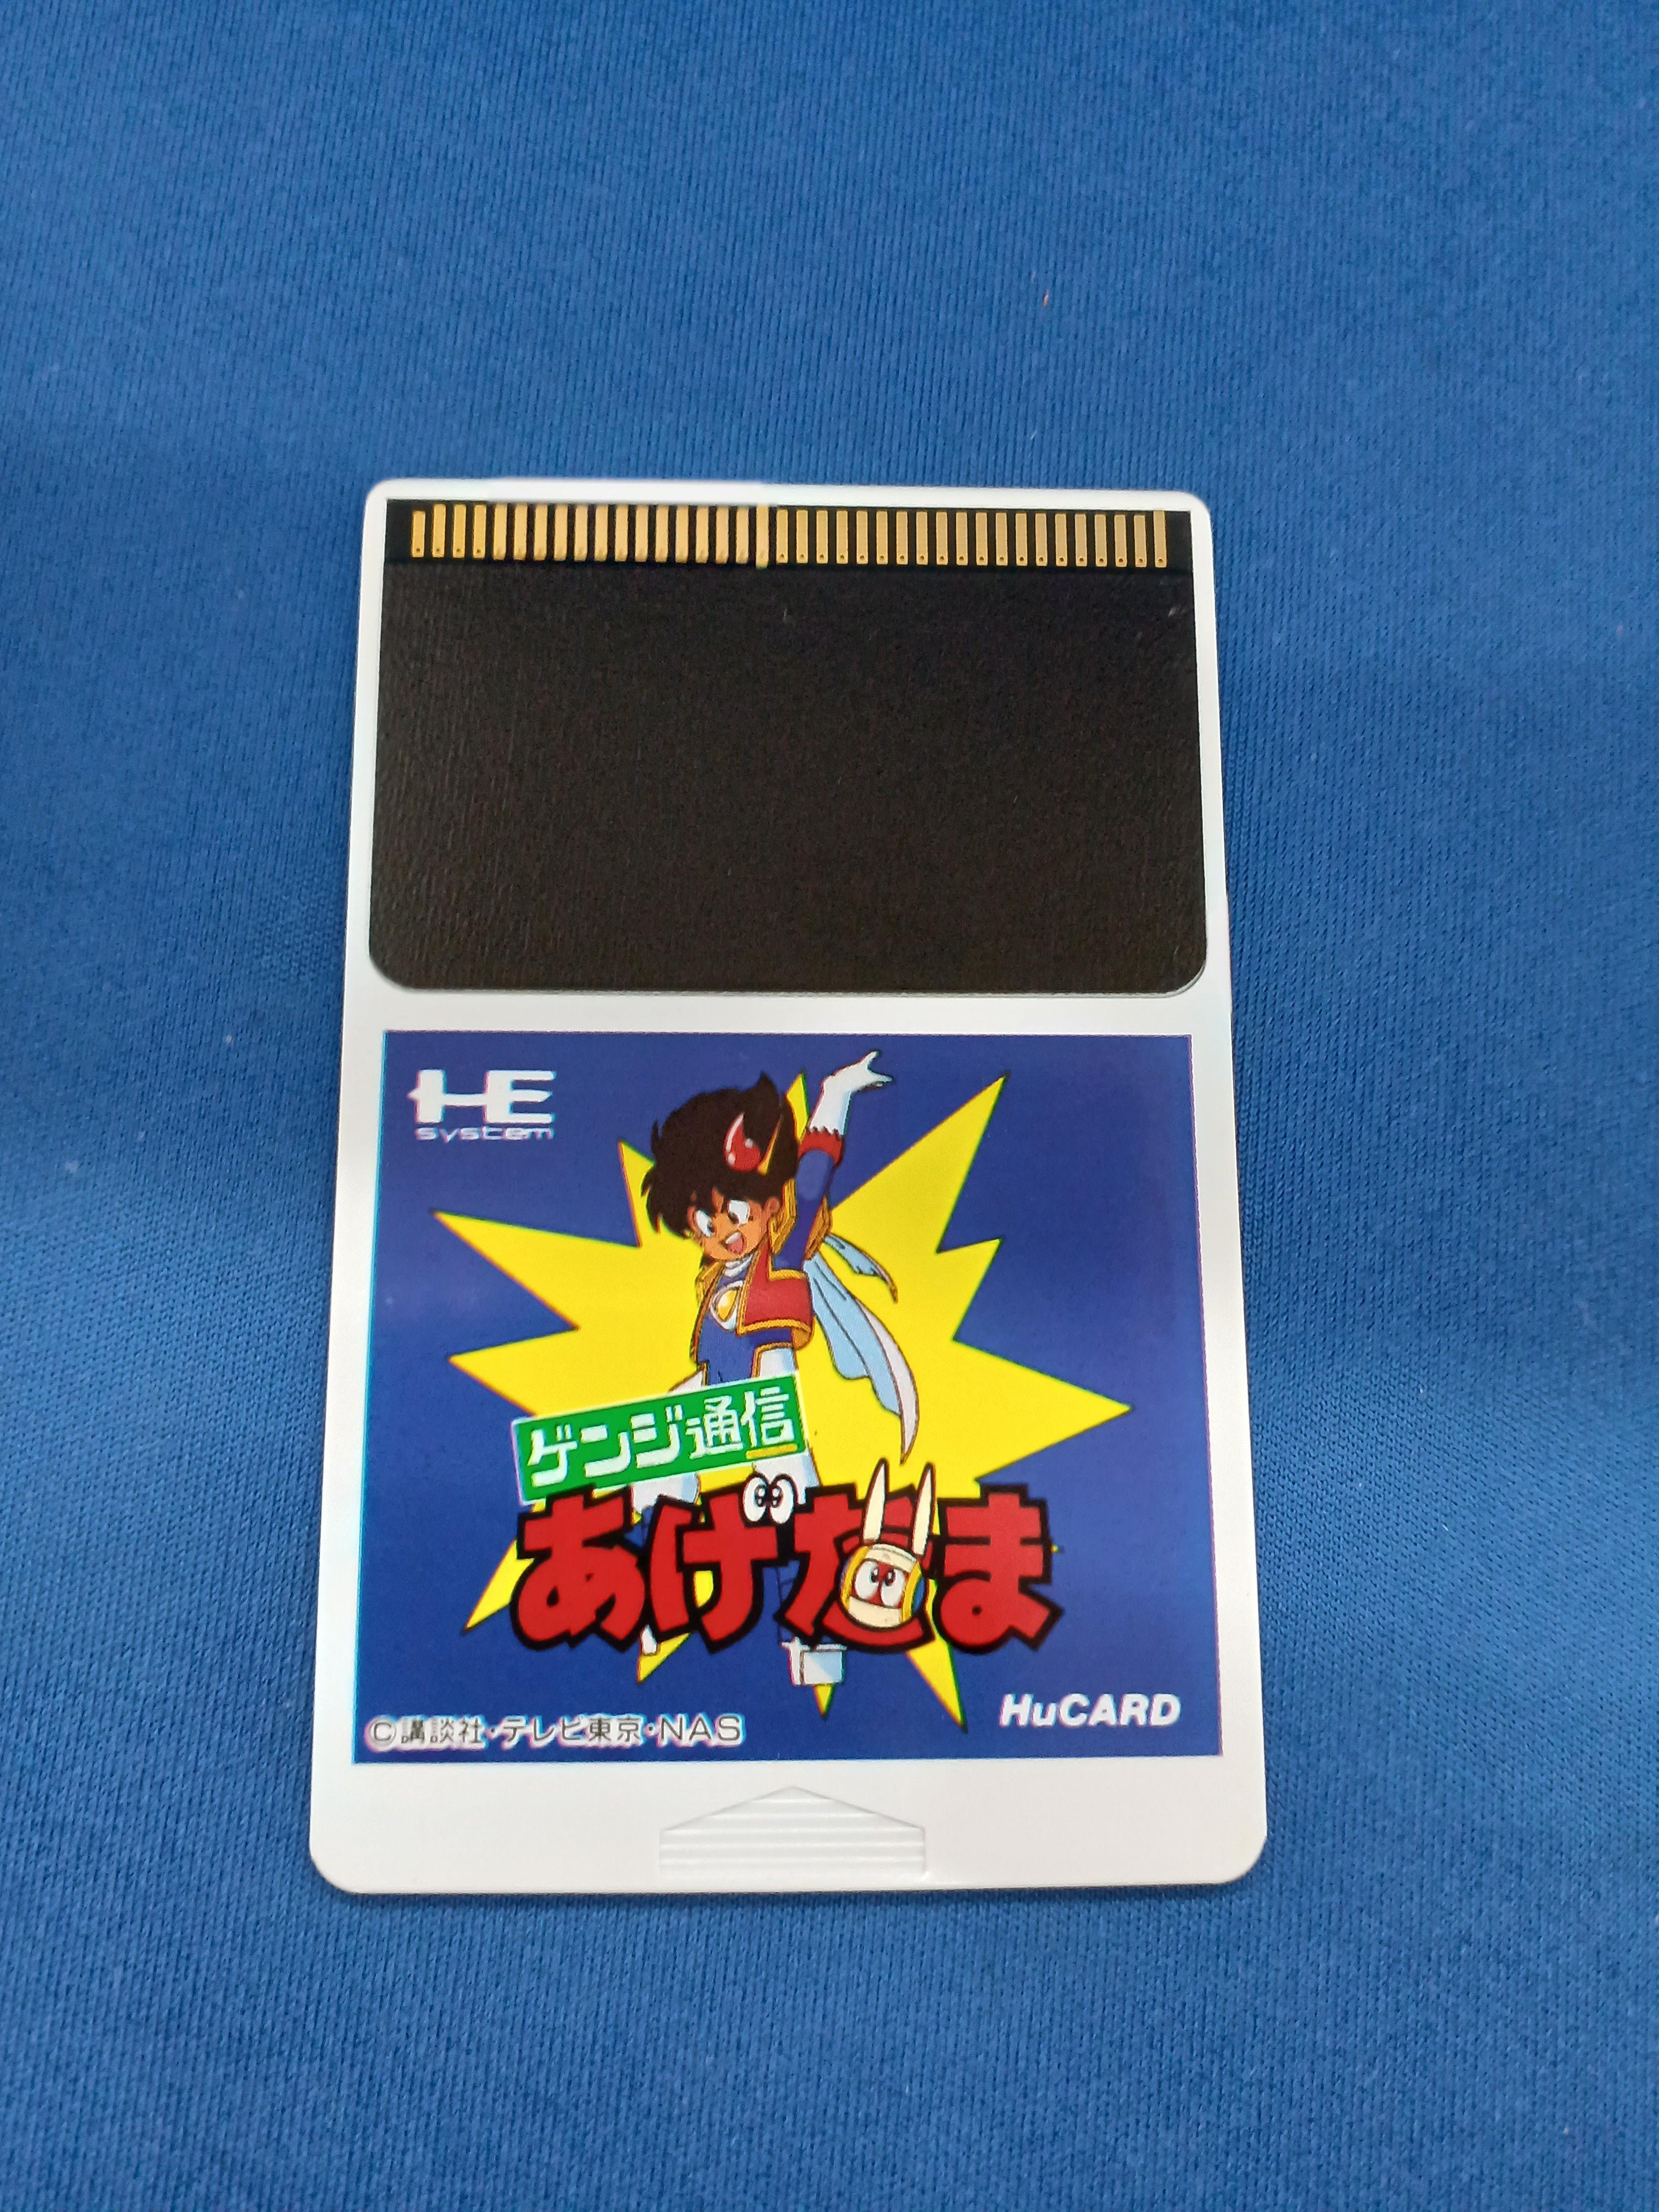 HE
system
ゲンジ通信
あげだま
HuCARD
©講談社・テレビ東京・NAS